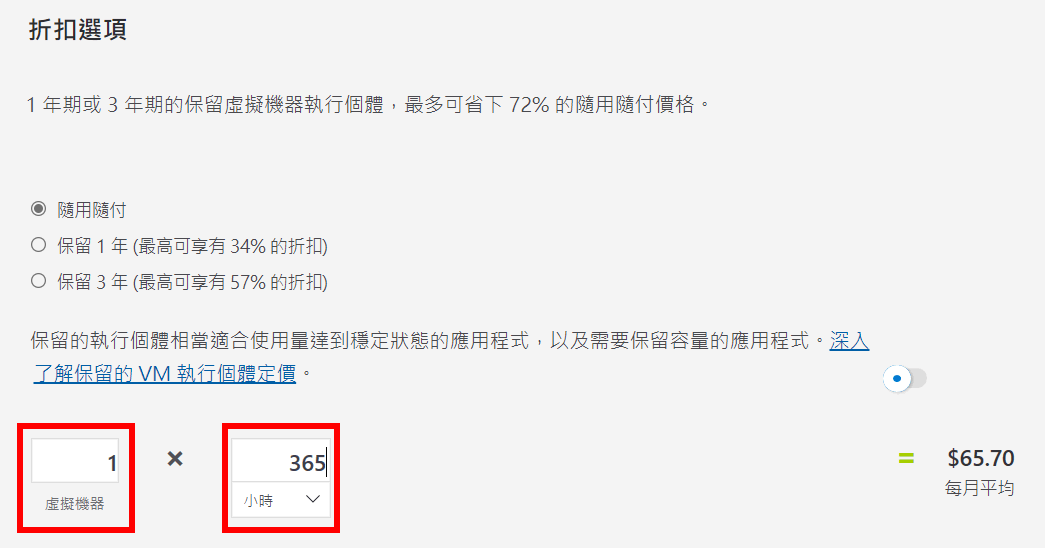 折扣選項
1 年期或 3 年期的保留虛擬機器執行個體，最多可省下 72% 的隨用隨付價格。
隨用隨付
保留 1 年 (最高可享有 34% 的折扣)
保留 3 年 (最高可享有 57% 的折扣)
保留的執行個體相當適合使用量達到穩定狀態的應用程式，以及需要保留容量的應用程式。深入
了解保留的 VM 執行個體定價。
1 × 365 = $65.70
虛擬機器 小時 每月平均